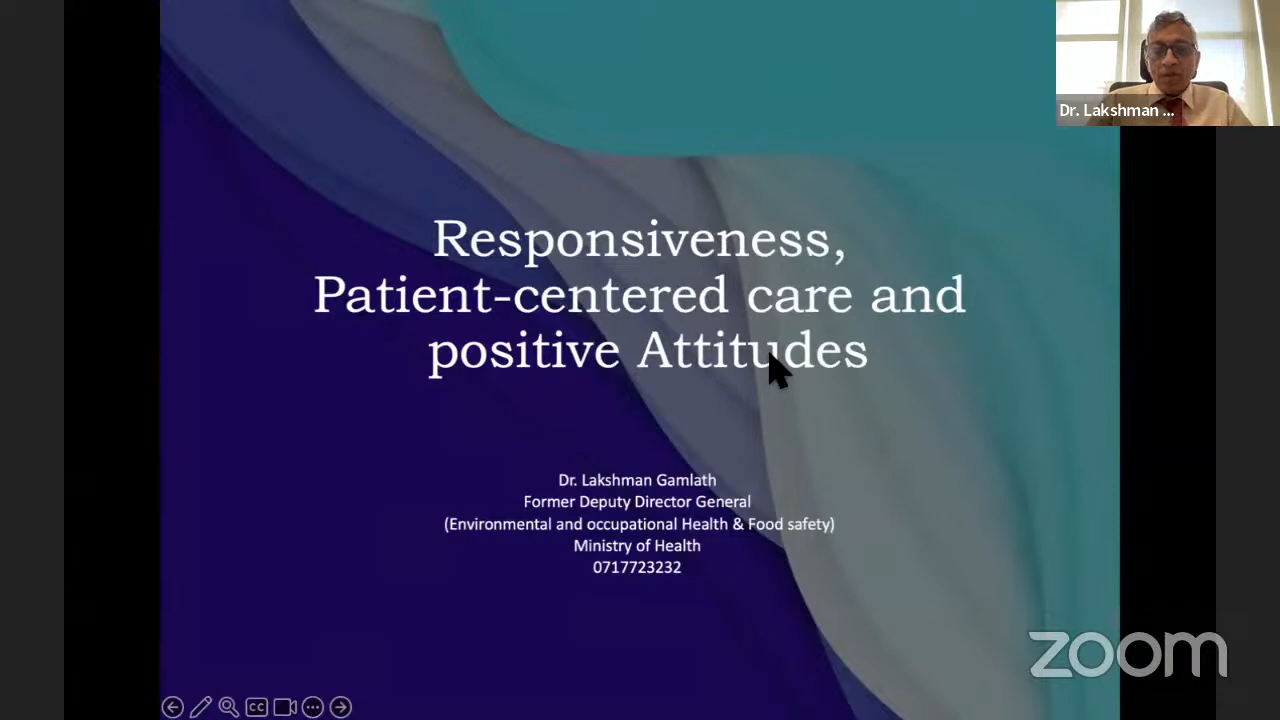 Dr. Lakshman ...
Responsiveness,
Patient-centered care and
positive Attitudes
Dr. Lakshman Gamlath
Former Deputy Director General
(Environmental and occupational Health & Food safety)
Ministry of Health
0717723232
zoom
CC